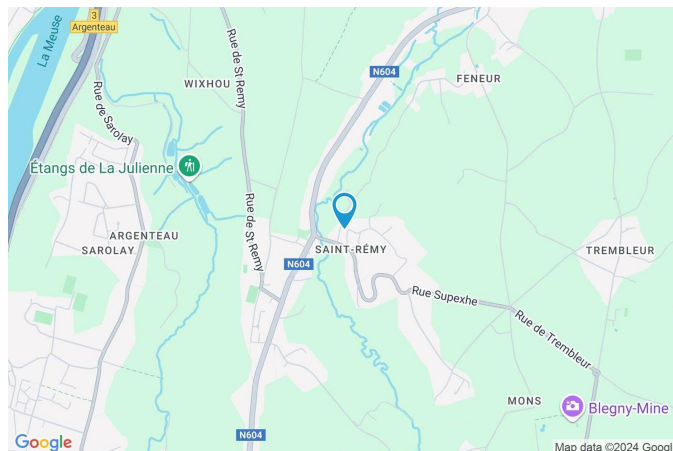 3
Argenteau
La Meuse
Rue de Sarolay
WIXHOU
Rue de St Remy
N604
FENEUR
Étangs de La Julienne
ARGENTEAU
SAROLAY
Rue de St Remy
N604
SAINT-RÉMY
TREMBLEUR
Rue Supexhe
Rue de Trembleur
MONS
Blegny-Mine
N604
Google
Map data ©2024 Googl